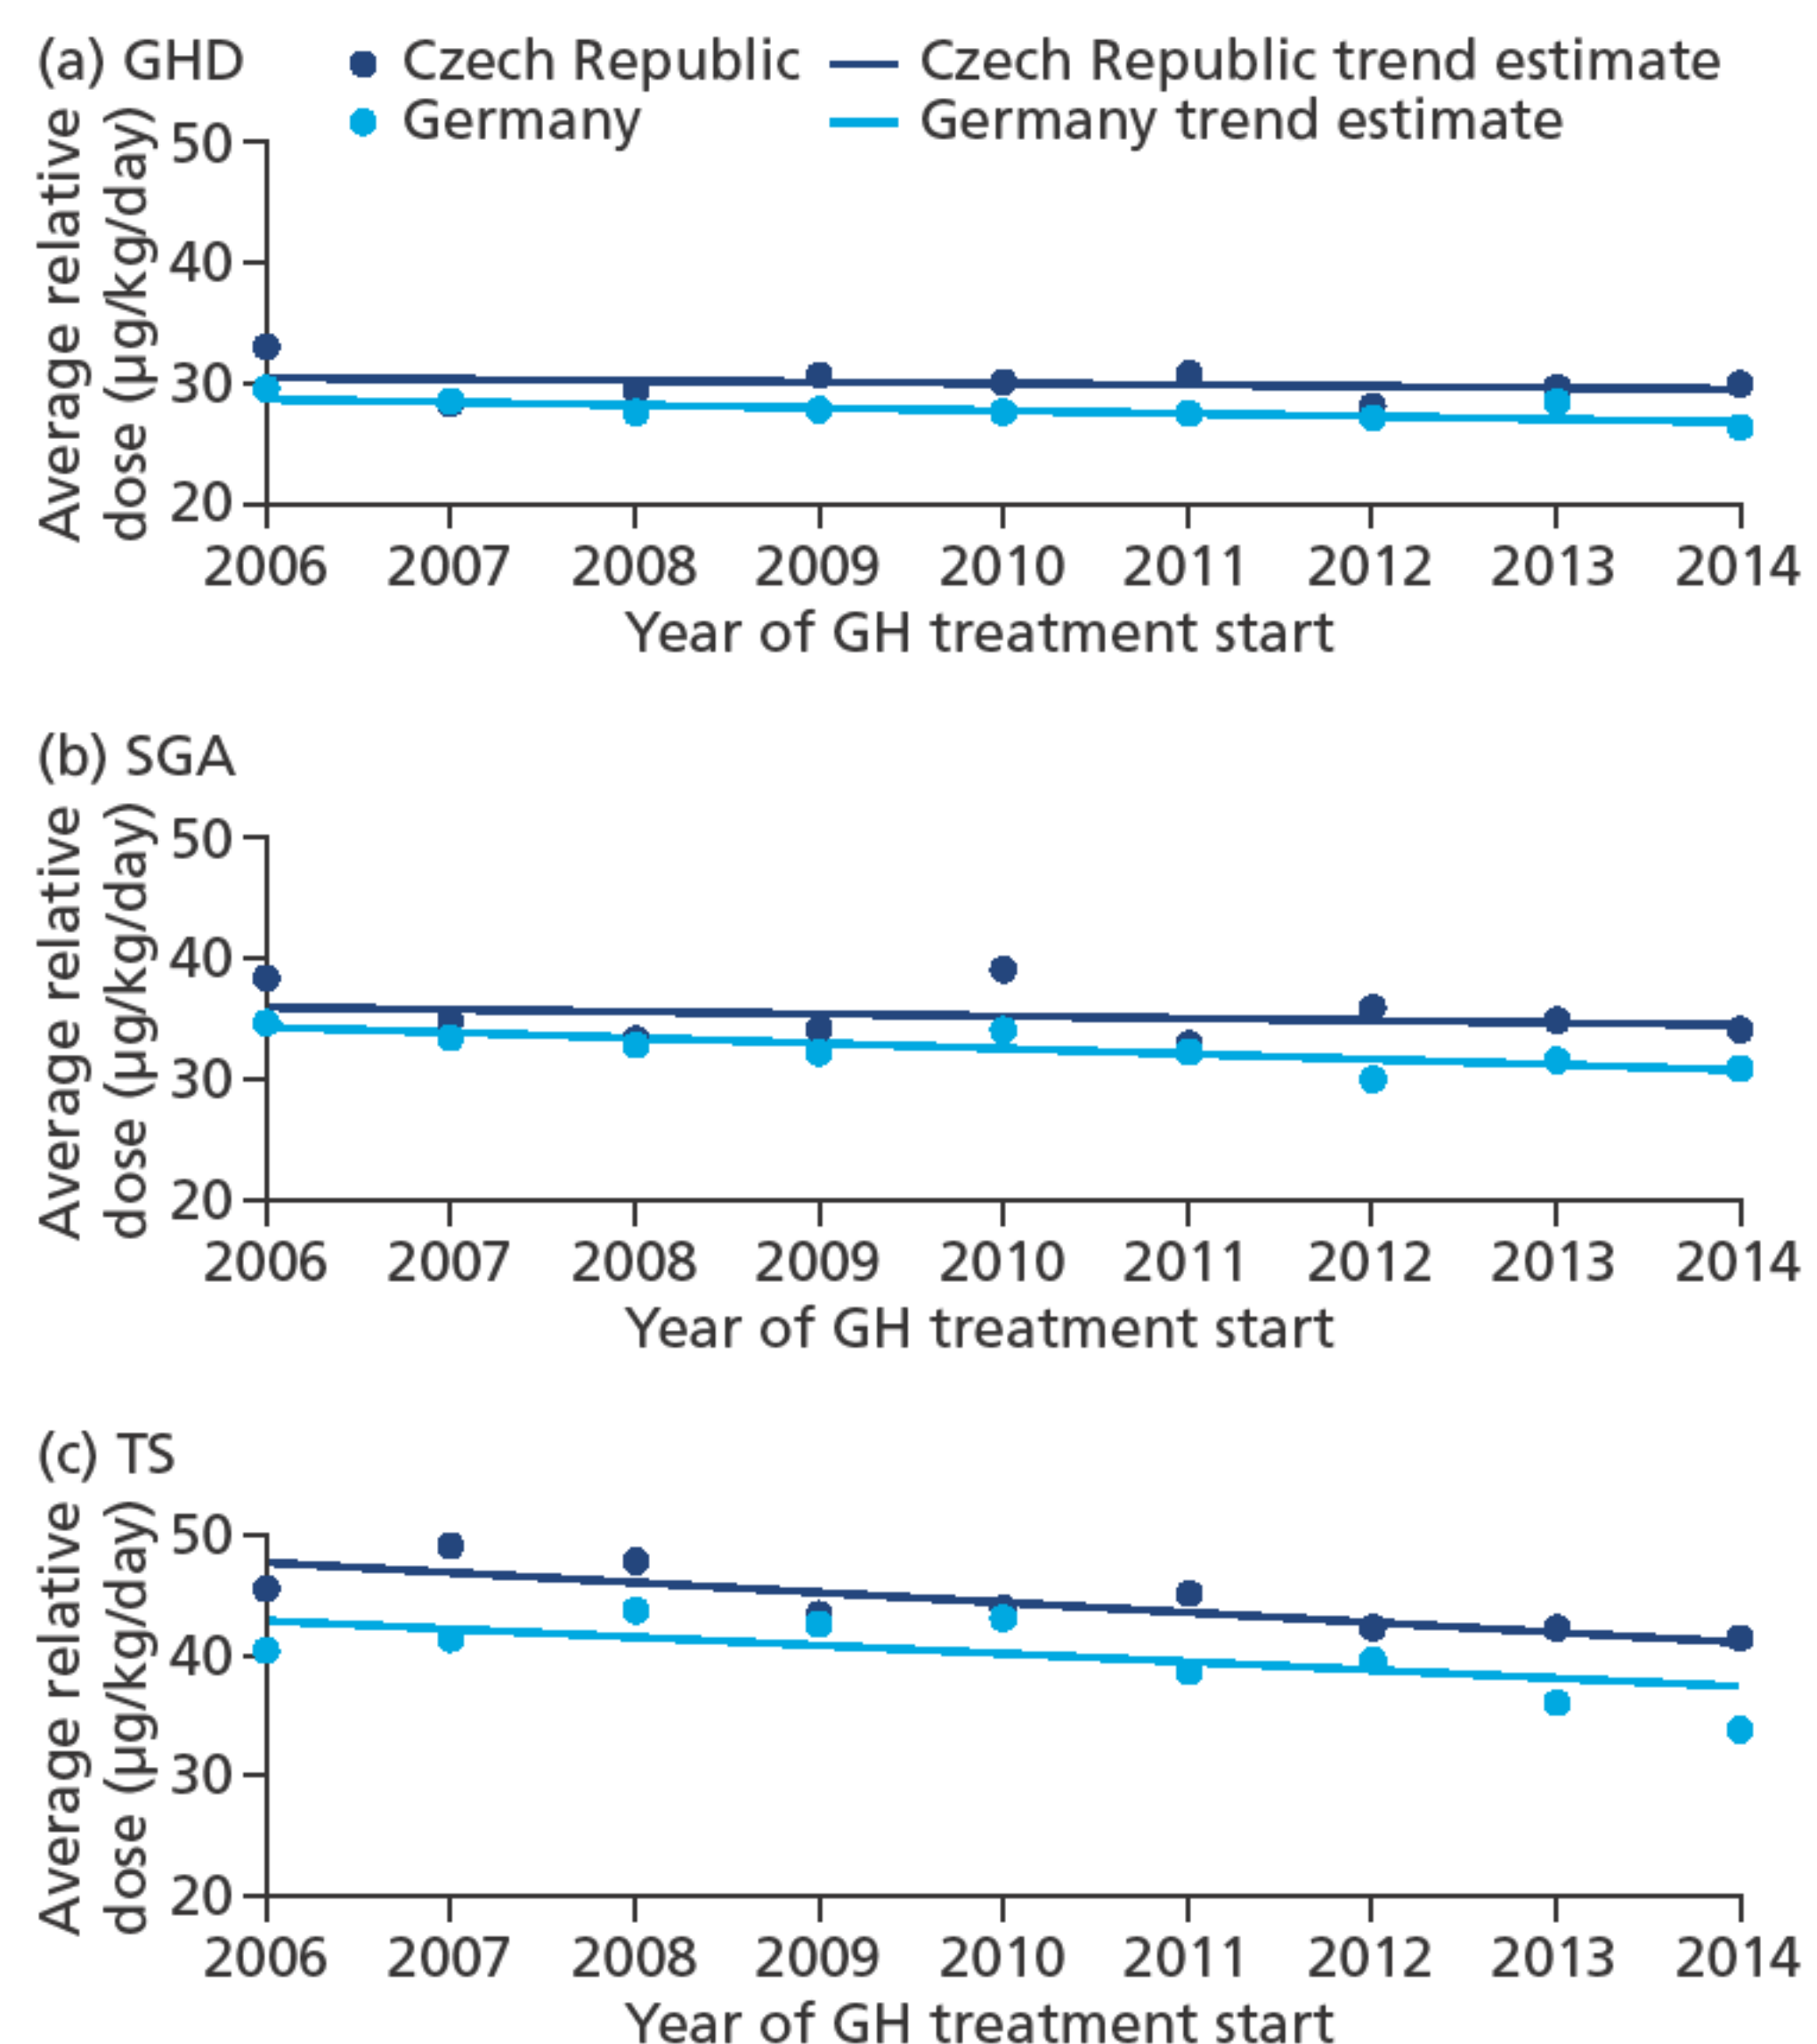 (a) GHD
Czech Republic
Czech Republic trend estimate
Germany
Germany trend estimate
Average relative
dose (µg/kg/day)
50
40
30
20
2006 2007 2008 2009 2010 2011 2012 2013 2014
Year of GH treatment start
(b) SGA
Average relative
dose (µg/kg/day)
50
40
30
20
2006 2007 2008 2009 2010 2011 2012 2013 2014
Year of GH treatment start
(c) TS
Average relative
dose (µg/kg/day)
50
40
30
20
2006 2007 2008 2009 2010 2011 2012 2013 2014
Year of GH treatment start